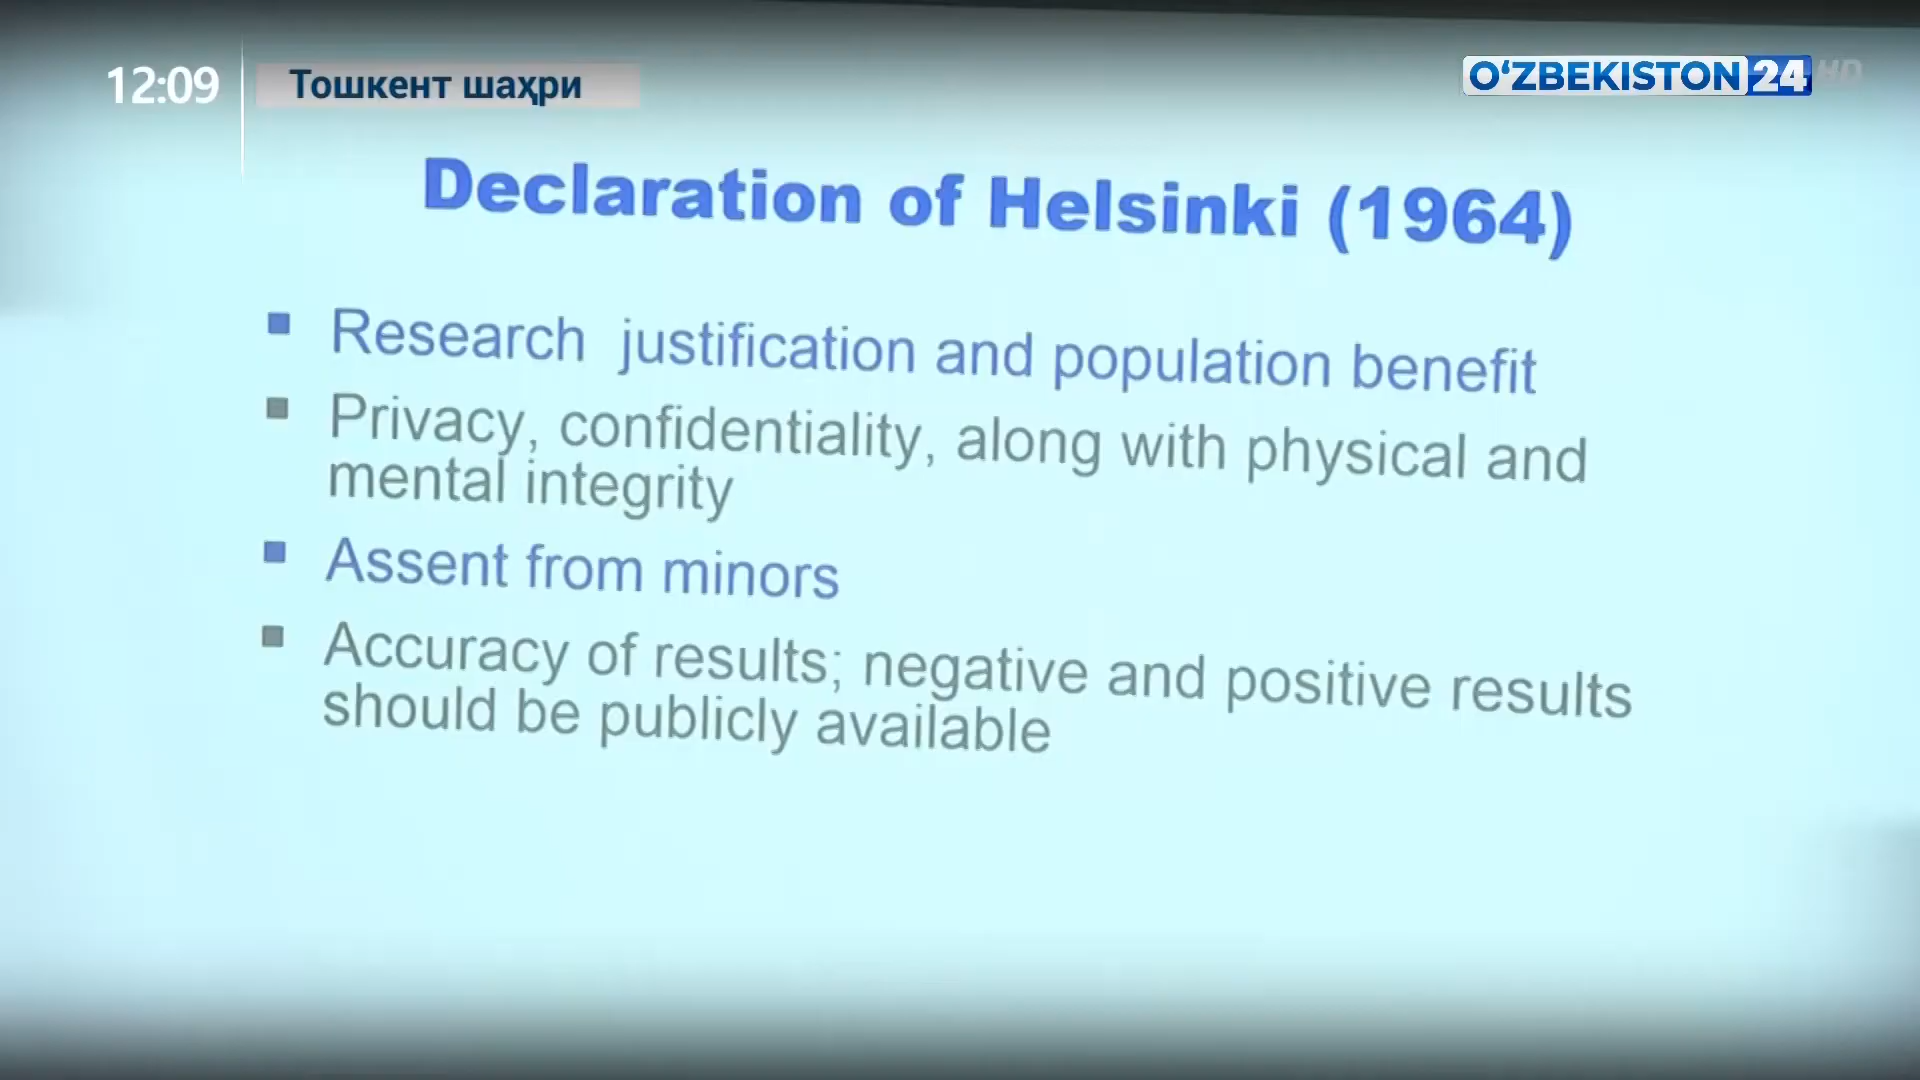 12:09
Тошкент шаҳри
O‘ZBEKISTON 24 HD
Declaration of Helsinki (1964)
Research justification and population benefit
Privacy, confidentiality, along with physical and
mental integrity
Assent from minors
Accuracy of results; negative and positive results
should be publicly available